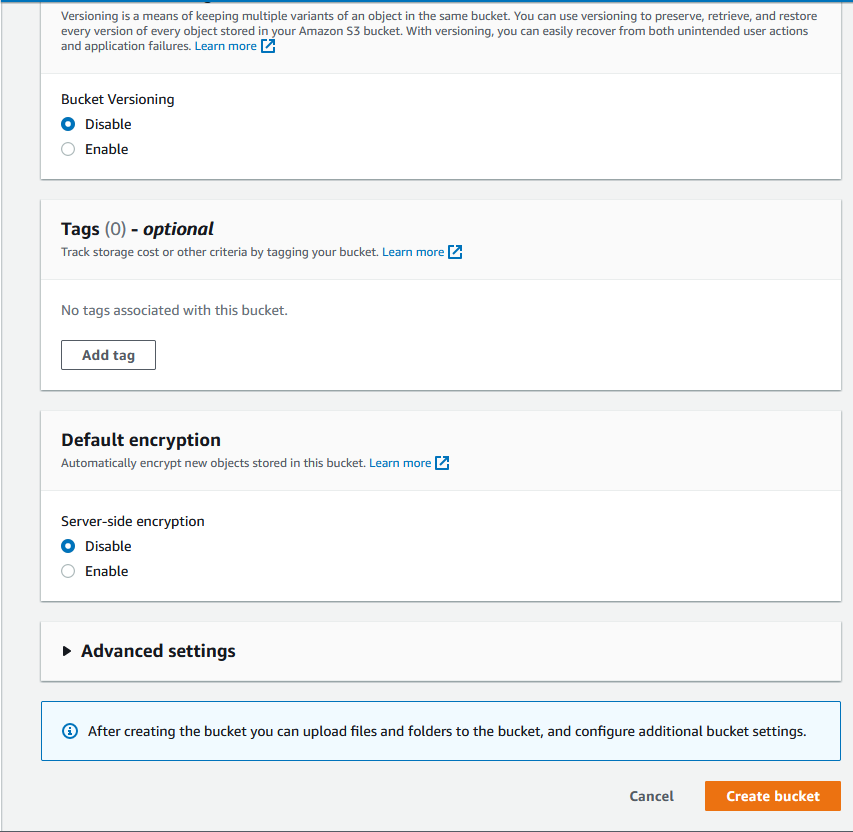 Versioning is a means of keeping multiple variants of an object in the same bucket. You can use versioning to preserve, retrieve, and restore
every version of every object stored in your Amazon S3 bucket. With versioning, you can easily recover from both unintended user actions
and application failures. Learn more
Bucket Versioning
Disable
Enable
Tags (0) - optional
Track storage cost or other criteria by tagging your bucket. Learn more
No tags associated with this bucket.
Add tag
Default encryption
Automatically encrypt new objects stored in this bucket. Learn more
Server-side encryption
Disable
Enable
Advanced settings
After creating the bucket you can upload files and folders to the bucket, and configure additional bucket settings.
Cancel
Create bucket